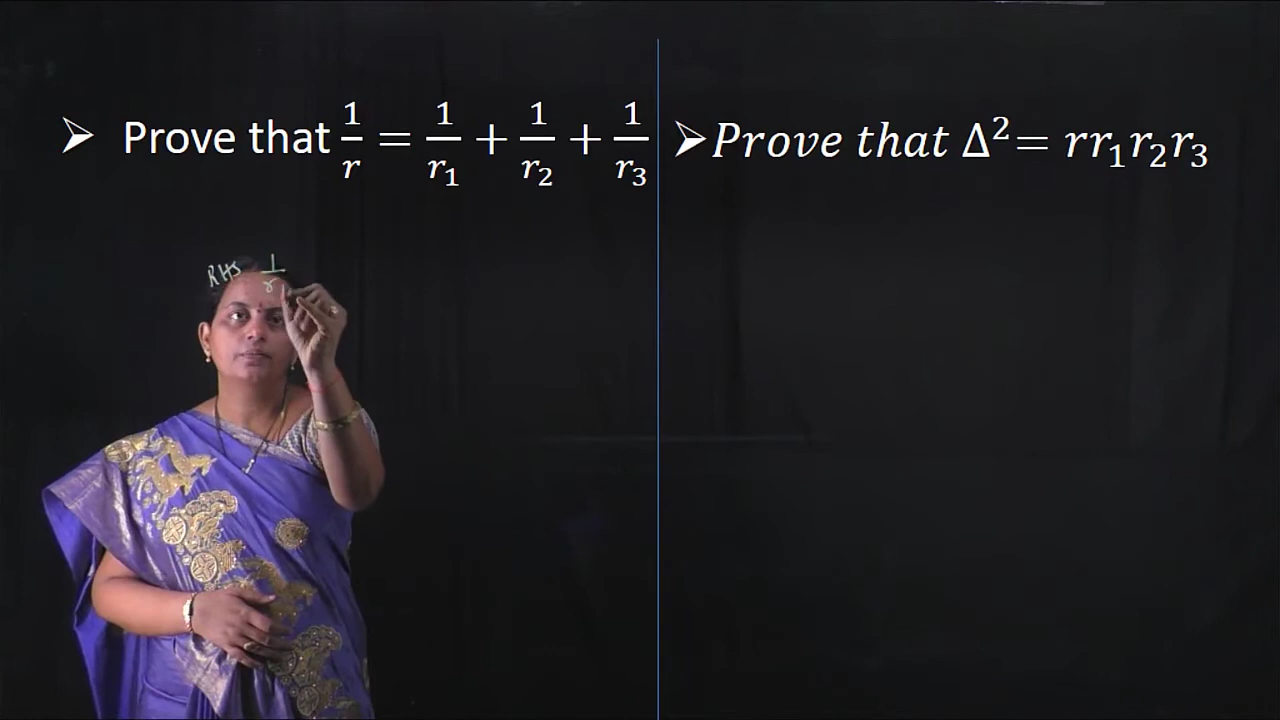 ➢ Prove that 1/r = 1/r₁ + 1/r₂ + 1/r₃
➢Prove that Δ²= rr₁r₂r₃
RHS 1/r₁